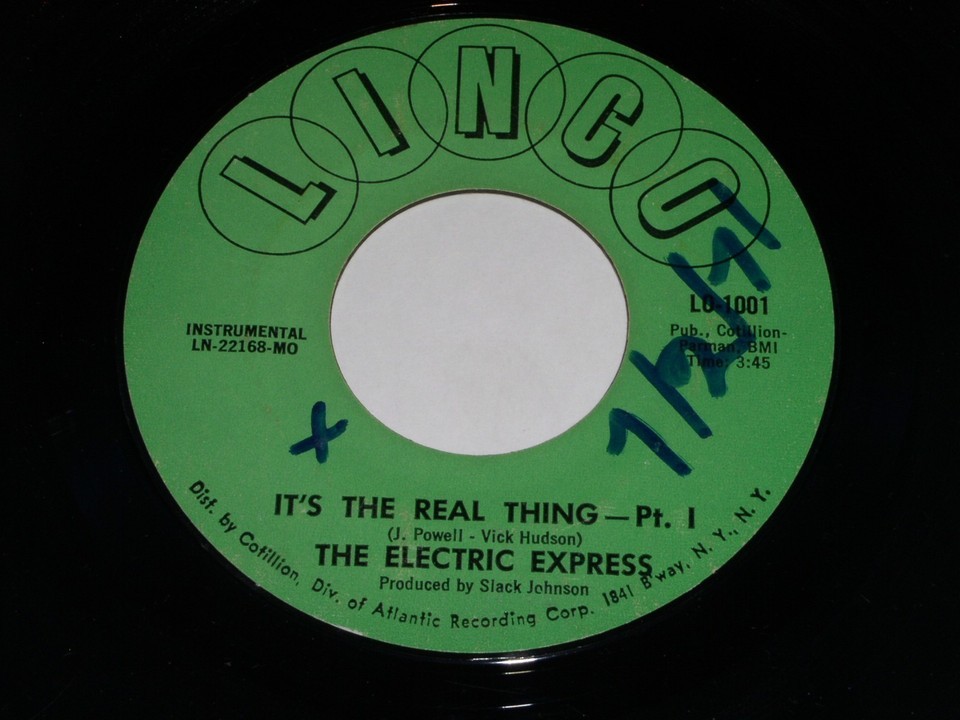 LINCO
INSTRUMENTAL
LN-22168-MO
LO-1001
Pub., Cotillion-
Parman, BMI
Time: 3:45
x
IT'S THE REAL THING—Pt. I
(J. Powell - Vick Hudson)
THE ELECTRIC EXPRESS
Produced by Slack Johnson
Dist. by Cotillion, Div. of Atlantic Recording Corp. 1841 B'way, N. Y., N. Y.